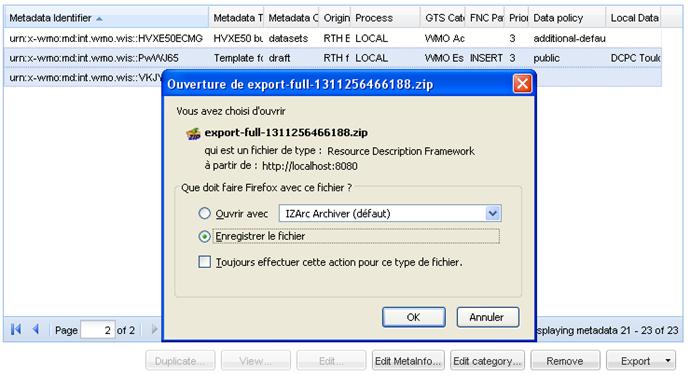 Metadata Identifier Metadata T Metadata C Origin Process GTS Cat FNC Pa Prior Data policy Local Data
urn:x-wmo:md:int.wmo.wis::HVXE50ECMG HVXE50 bu datasets RTH E LOCAL WMO Ac 3 additional-defau
urn:x-wmo:md:int.wmo.wis::PwWJ65 Template fo draft RTH f LOCAL WMO Es INSERT 3 public DCPC Toulo
urn:x-wmo:md:int.wmo.wis::VKJV
Ouverture de export-full-1311256466188.zip
Vous avez choisi d'ouvrir
export-full-1311256466188.zip
qui est un fichier de type : Resource Description Framework
à partir de : http://localhost:8080
Que doit faire Firefox avec ce fichier ?
Ouvrir avec IZArc Archiver (défaut)
Enregistrer le fichier
Toujours effectuer cette action pour ce type de fichier.
OK Annuler
Page 2 of 2 splaying metadata 21 - 23 of 23
Duplicate... View... Edit... Edit MetaInfo... Edit category... Remove Export